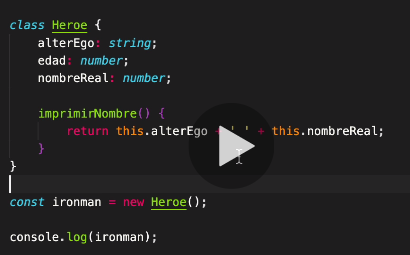 class Heroe {
alterEgo: string;
edad: number;
nombreReal: number;
imprimirNombre() {
return this.alterEgo + ' ' + this.nombreReal;
}
}
const ironman = new Heroe();
console.log(ironman);